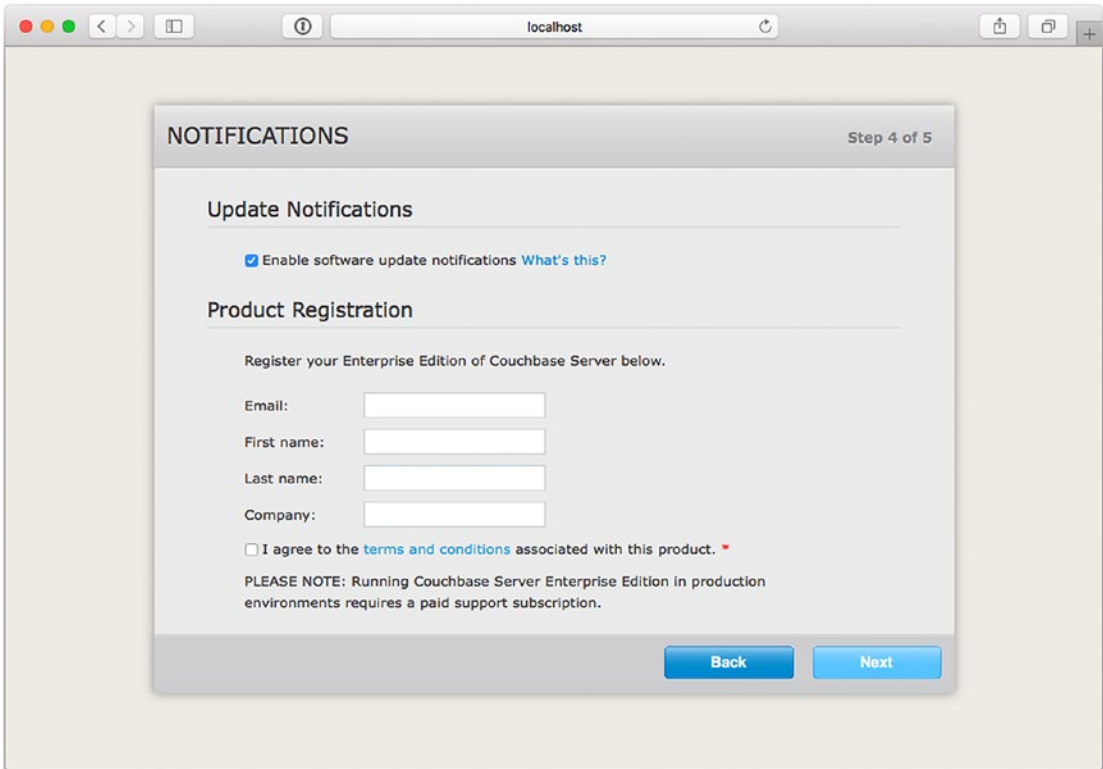 localhost
NOTIFICATIONS
Step 4 of 5
Update Notifications
Enable software update notifications What's this?
Product Registration
Register your Enterprise Edition of Couchbase Server below.
Email:
First name:
Last name:
Company:
I agree to the terms and conditions associated with this product. *
PLEASE NOTE: Running Couchbase Server Enterprise Edition in production
environments requires a paid support subscription.
Back
Next